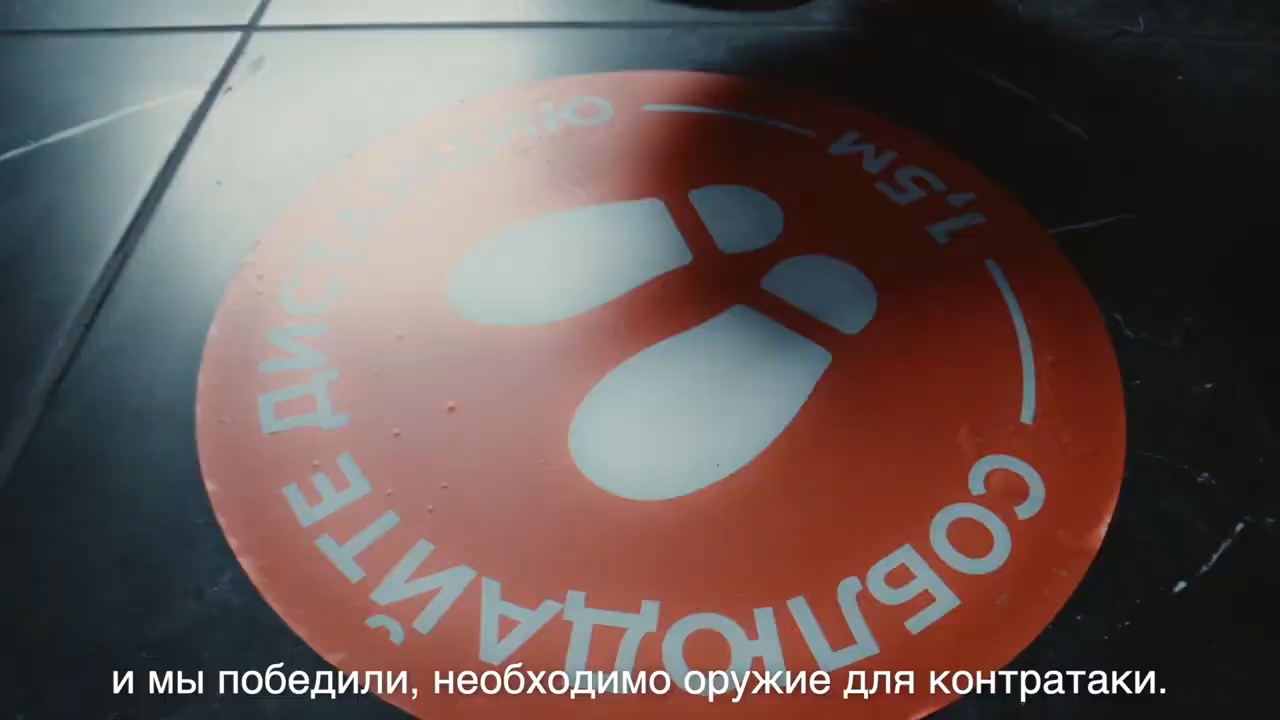 СОБЛЮДАЙТЕ ДИСТАНЦИЮ
1,5М
и мы победили, необходимо оружие для контратаки.